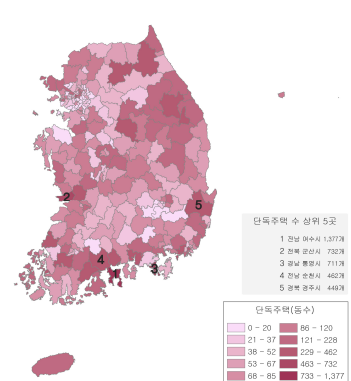 2
5
4
1
3
단독주택 수 상위 5곳
1 전남 여수시 1,377개
2 전북 군산시 732개
3 경남 통영시 711개
4 전남 순천시 462개
5 경북 경주시 449개
단독주택(동수)
0 - 20 86 - 120
21 - 37 121 - 228
38 - 52 229 - 462
53 - 67 463 - 732
68 - 85 733 - 1,377